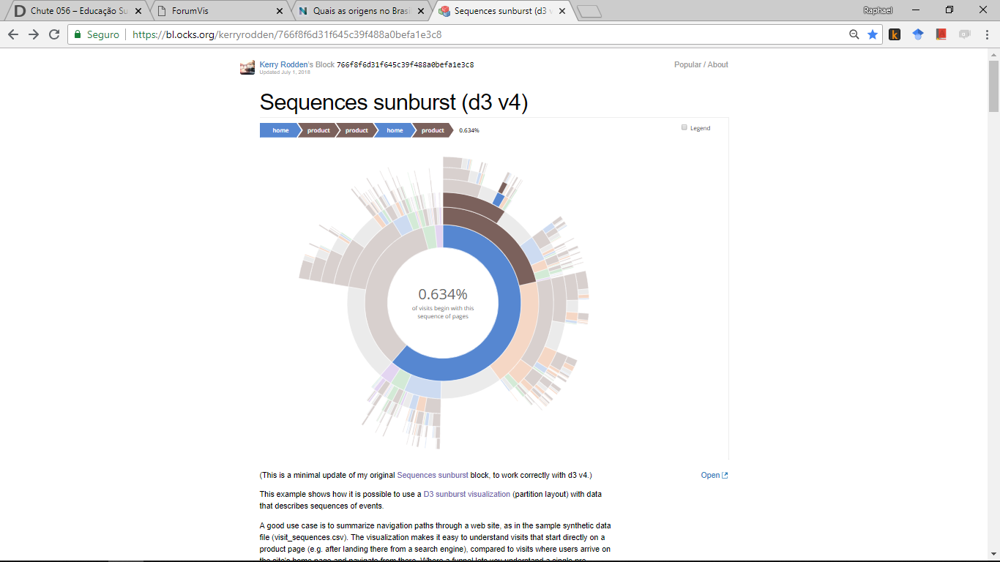 Chute 056 – Educação Su
ForumVis
Quais as origens no Bras
Sequences sunburst (d3 v
Raphael
Seguro
https://bl.ocks.org/kerryrodden/766f8f6d31f645c39f488a0befa1e3c8
Kerry Rodden's Block 766f8f6d31f645c39f488a0befa1e3c8
Popular / About
Updated July 1, 2018
Sequences sunburst (d3 v4)
home product product home product 0.634%
Legend
0.634%
of visits begin with this
sequence of pages
(This is a minimal update of my original Sequences sunburst block, to work correctly with d3 v4.)
Open
This example shows how it is possible to use a D3 sunburst visualization (partition layout) with data
that describes sequences of events.
A good use case is to summarize navigation paths through a web site, as in the sample synthetic data
file (visit_sequences.csv). The visualization makes it easy to understand visits that start directly on a
product page (e.g. after landing there from a search engine), compared to visits where users arrive on
the site's home page and navigate from there. Where a funnel lets you understand a single pre-